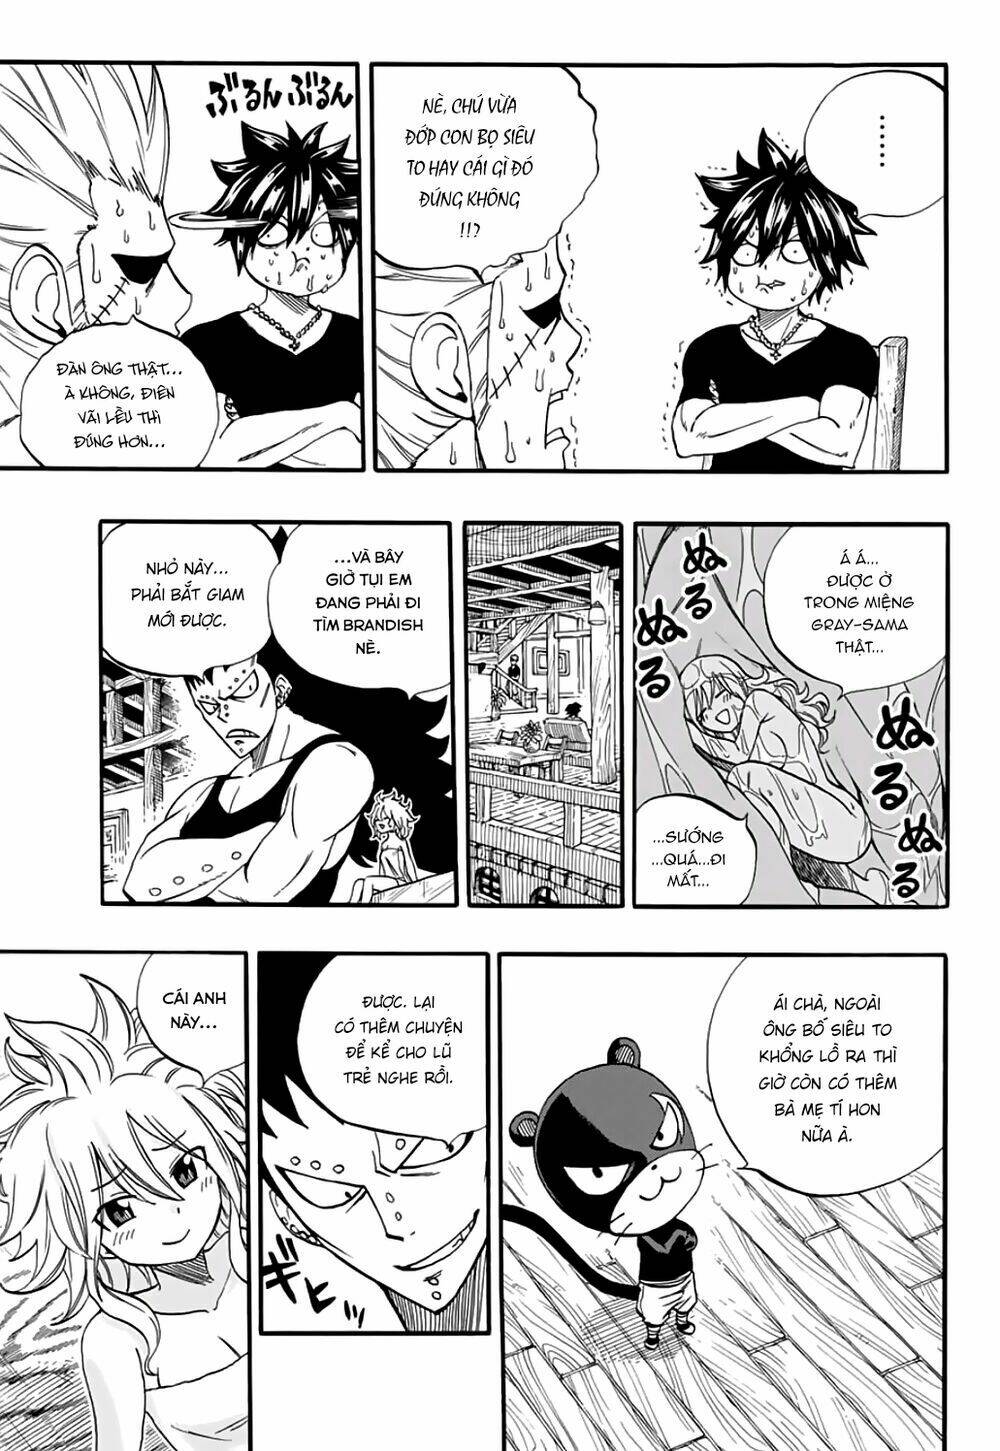 ......
NÈ, CHÚ VỪA
ĐỚP CON BỌ SIÊU
TO HAY CÁI GÌ ĐÓ
ĐÚNG KHÔNG
!!?
ぶるんぶるん
ĐÀN ÔNG THẬT...
À KHÔNG, ĐIÊN
VÃI LỀU THÌ
ĐÚNG HƠN...
Á Á...
ĐƯỢC Ở
TRONG MIỆNG
GRAY-SAMA
THẬT...
ぬるぬる
ぬるぬる
...SƯỚNG
...QUÁ...ĐI
MẤT...
...VÀ BÂY
GIỜ TỤI EM
ĐANG PHẢI ĐI
TÌM BRANDISH
NÈ.
NHỎ NÀY...
PHẢI BẮT GIAM
MỚI ĐƯỢC.
ÁI CHÀ, NGOÀI
ÔNG BỐ SIÊU TO
KHỔNG LỒ RA THÌ
GIỜ CÒN CÓ THÊM
BÀ MẸ TÍ HON
NỮA À.
ĐƯỢC. LẠI
CÓ THÊM CHUYỆN
ĐỂ KỂ CHO LŨ
TRẺ NGHE RỒI.
ギヒッ
CÁI ANH
NÀY...